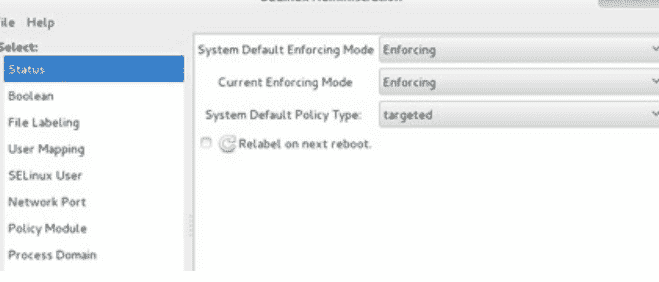 ile Help
Select:
Status
Boolean
File Labeling
User Mapping
SELinux User
Network Port
Policy Module
Process Domain
System Default Enforcing Mode Enforcing
Current Enforcing Mode Enforcing
System Default Policy Type: targeted
Relabel on next reboot.